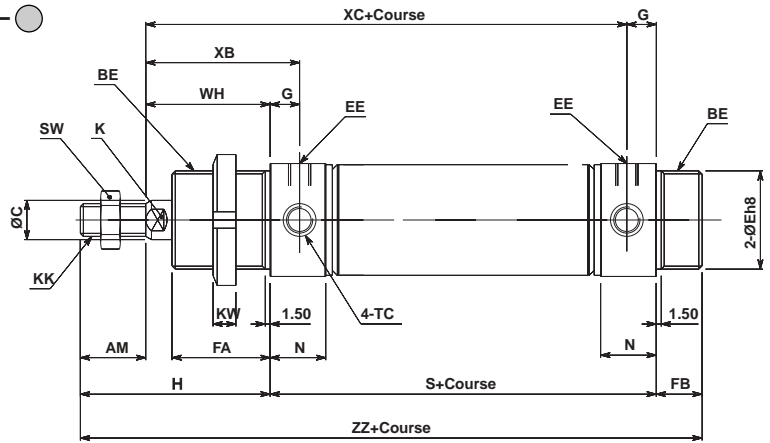 XC+Course
G
XB
BE
WH
G
EE
EE
BE
SW
K
ØC
2-ØEh8
KK
KW
1.50
4-TC
1.50
AM
FA
N
N
H
S+Course
FB
ZZ+Course